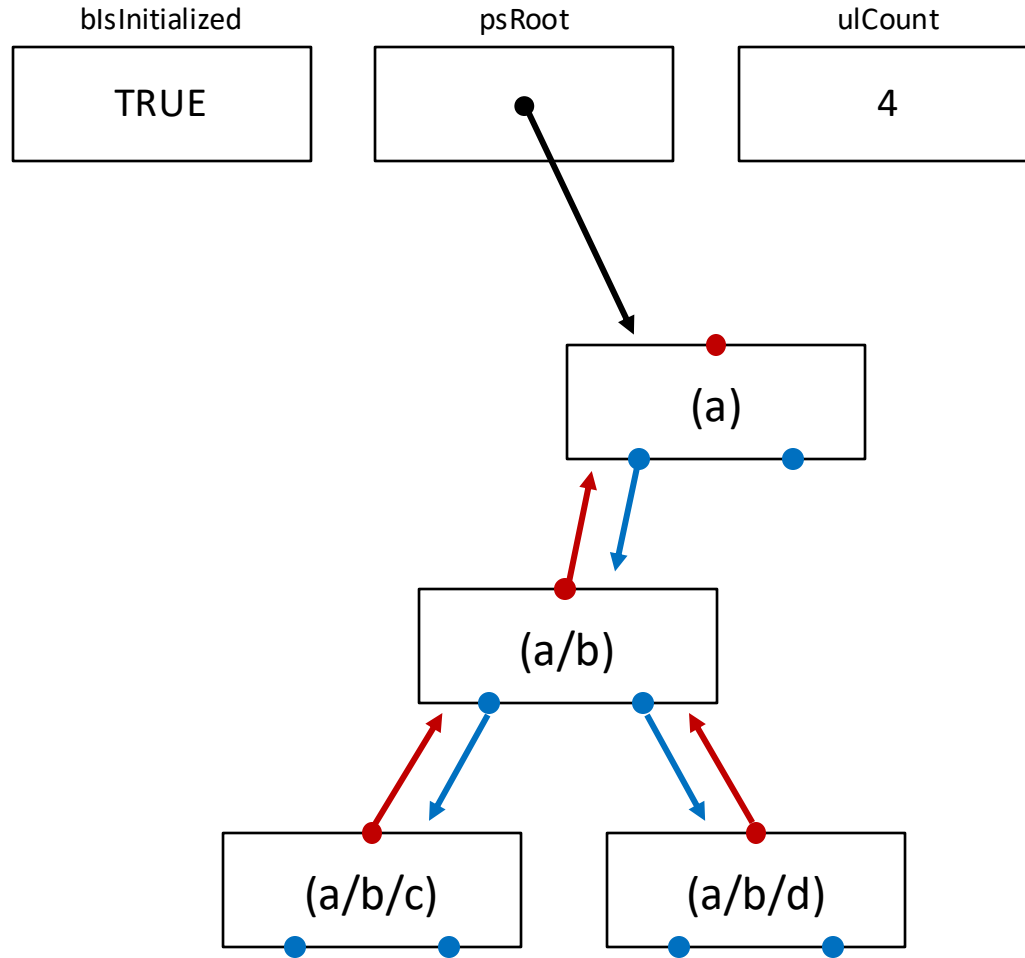 bIsInitialized
psRoot
ulCount
TRUE
4
(a)
(a/b)
(a/b/c)
(a/b/d)